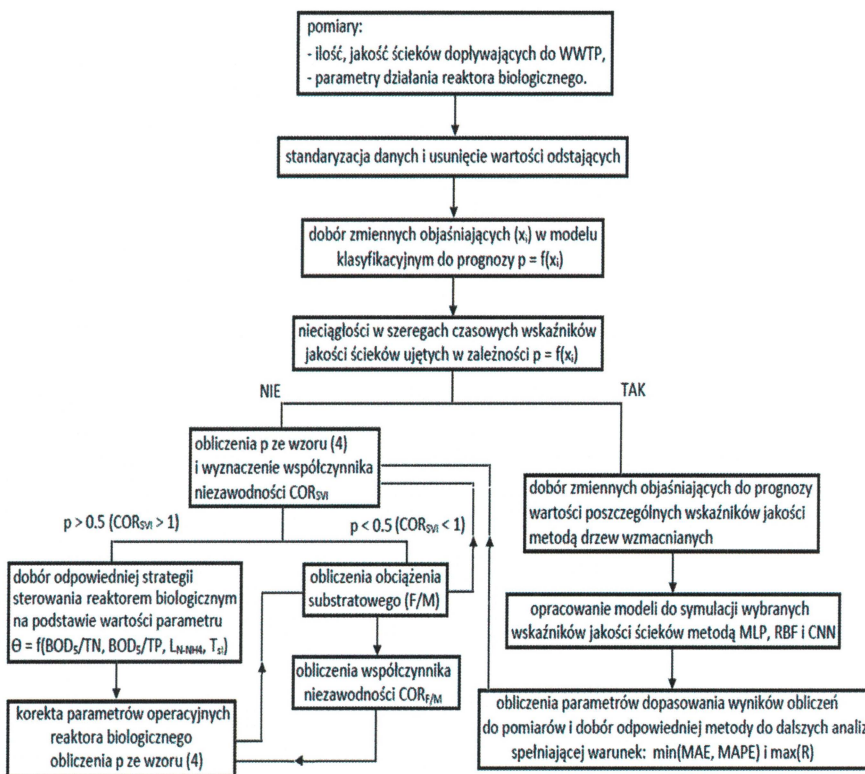 pomiary:
- ilość, jakość ścieków dopływających do WWTP,
- parametry działania reaktora biologicznego.
standaryzacja danych i usunięcie wartości odstających
dobór zmiennych objaśniających (xᵢ) w modelu
klasyfikacyjnym do prognozy p = f(xᵢ)
nieciągłości w szeregach czasowych wskaźników
jakości ścieków ujętych w zależności p = f(xᵢ)
NIE
TAK
obliczenia p ze wzoru (4)
i wyznaczenie współczynnika
niezawodności COR_SVI
p > 0.5 (COR_SVI > 1)
p < 0.5 (COR_SVI < 1)
dobór odpowiedniej strategii
sterowania reaktorem biologicznym
na podstawie wartości parametru
Θ = f(BOD₅/TN, BOD₅/TP, L_N-NH4, T_sł)
obliczenia obciążenia
substratowego (F/M)
obliczenia współczynnika
niezawodności COR_F/M
korekta parametrów operacyjnych
reaktora biologicznego
obliczenia p ze wzoru (4)
dobór zmiennych objaśniających do prognozy
wartości poszczególnych wskaźników jakości
metodą drzew wzmacnianych
opracowanie modeli do symulacji wybranych
wskaźników jakości ścieków metodą MLP, RBF i CNN
obliczenia parametrów dopasowania wyników obliczeń
do pomiarów i dobór odpowiedniej metody do dalszych analiz
spełniającej warunek: min(MAE, MAPE) i max(R)